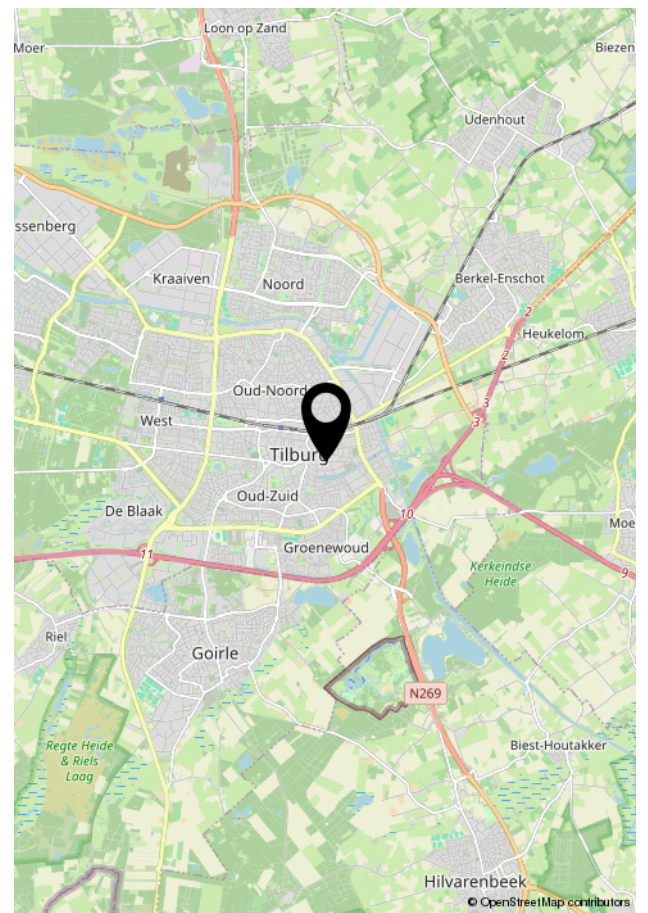 Loon op Zand
Moer
Biezen
Udenhout
ssenberg
Kraaiven
Noord
Berkel-Enschot
2
Heukelom
2
Oud-Noord
3
3
West
Tilburg
Oud-Zuid
De Blaak
10
Moe
11
Groenewoud
Kerkeindse
Heide
9
Riel
Goirle
N269
Regte Heide
& Riels
Laag
Biest-Houtakker
Hilvarenbeek
© OpenStreetMap contributors